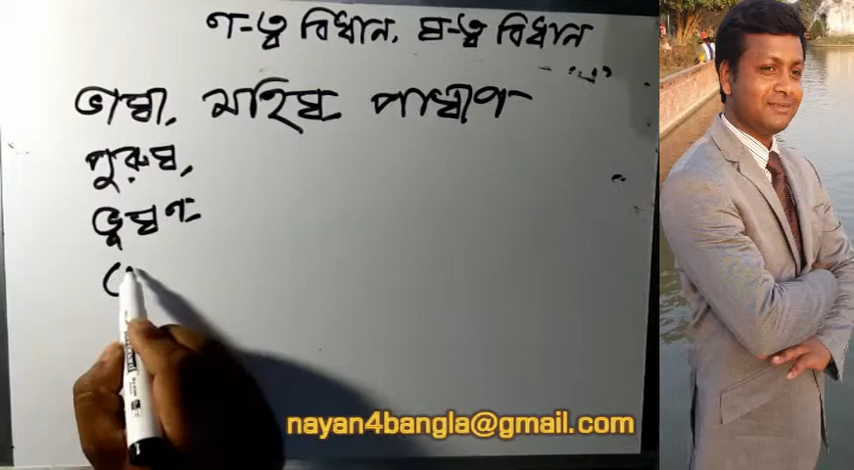 ণ-ত্ব বিধান, ষ-ত্ব বিধান
ভাষা, মহিষ পাষাণ
পুরুষ,
ভূষণ
nayan4bangla@gmail.com